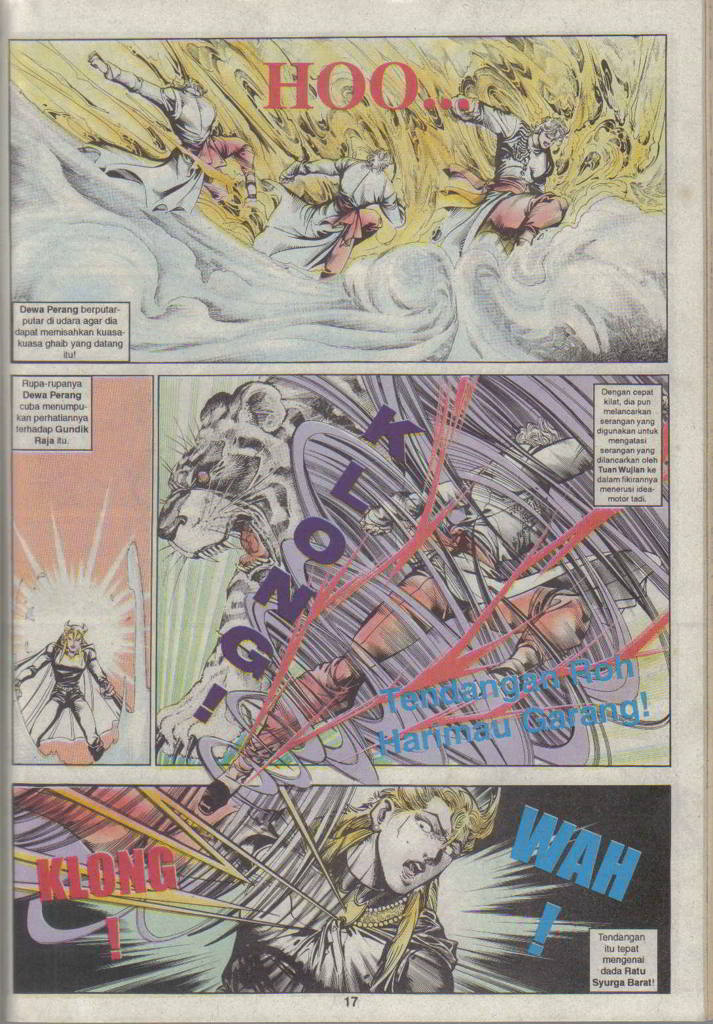 HOO...
Dewa Perang berputar-
putar di udara agar dia
dapat memisahkan kuasa-
kuasa ghaib yang datang
itu!
Rupa-rupanya
Dewa Perang
cuba menumpu-
kan perhatiannya
terhadap Gundik
Raja itu.
Dengan cepat
kilat, dia pun
melancarkan
serangan yang
digunakan untuk
mengatasi
serangan yang
dilancarkan oleh
Tuan Wujian ke
dalam fikirannya
menerusi idea-
motor tadi.
KLONG!
Tendangan Roh
Harimau Garang!
KLONG
!
WAH
!
Tendangan
itu tepat
mengenai
dada Ratu
Syurga Barat!
17